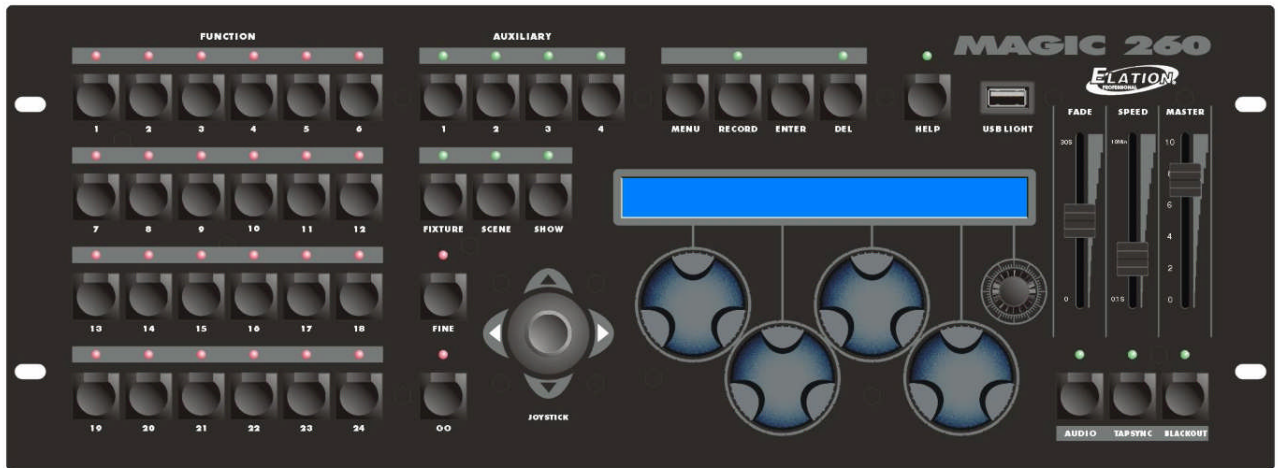 FUNCTION
AUXILIARY
MAGIC 260
ELATION
PROFESSIONAL
1 2 3 4 5 6
1 2 3 4
MENU RECORD ENTER DEL
HELP
USB LIGHT
FADE SPEED MASTER
30S 10Min 10
8
6
4
2
0 0.1S 0
7 8 9 10 11 12
FIXTURE SCENE SHOW
13 14 15 16 17 18
FINE
19 20 21 22 23 24
00
JOYSTICK
AUDIO TAPSYNC BLACKOUT